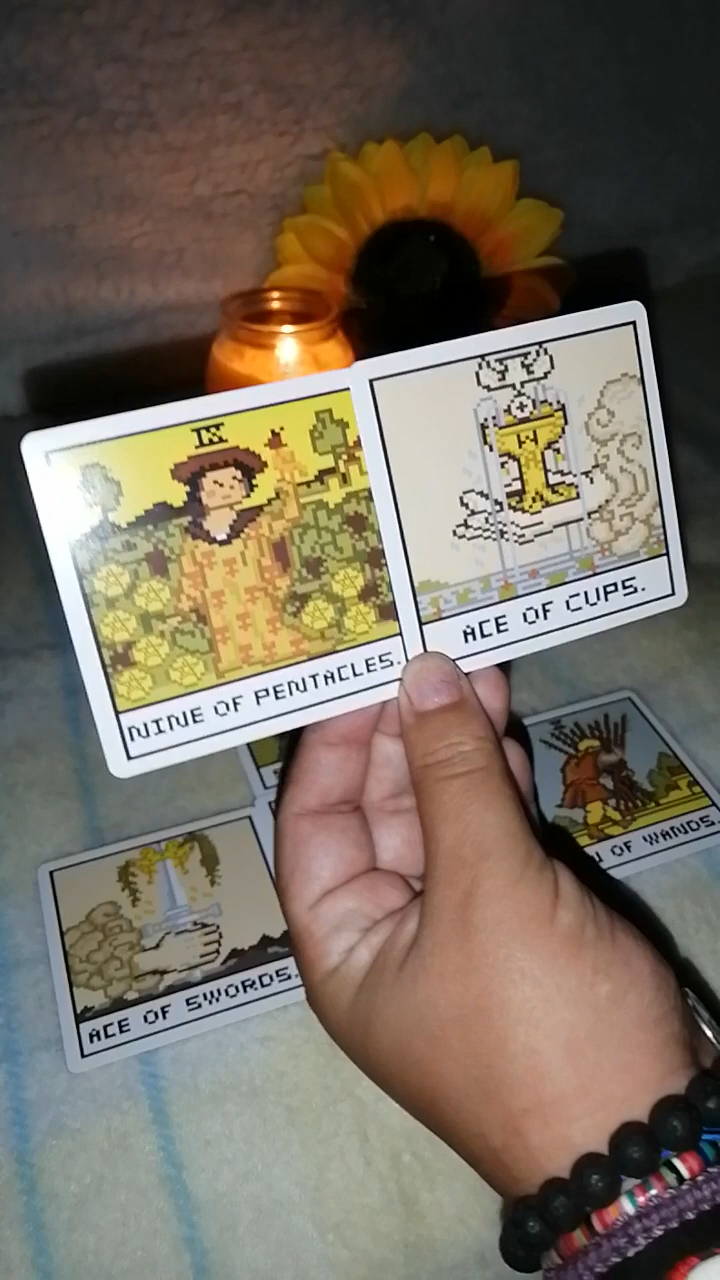 IX
NINE OF PENTACLES.
ACE OF CUPS.
OF WANDS.
ACE OF SWORDS.